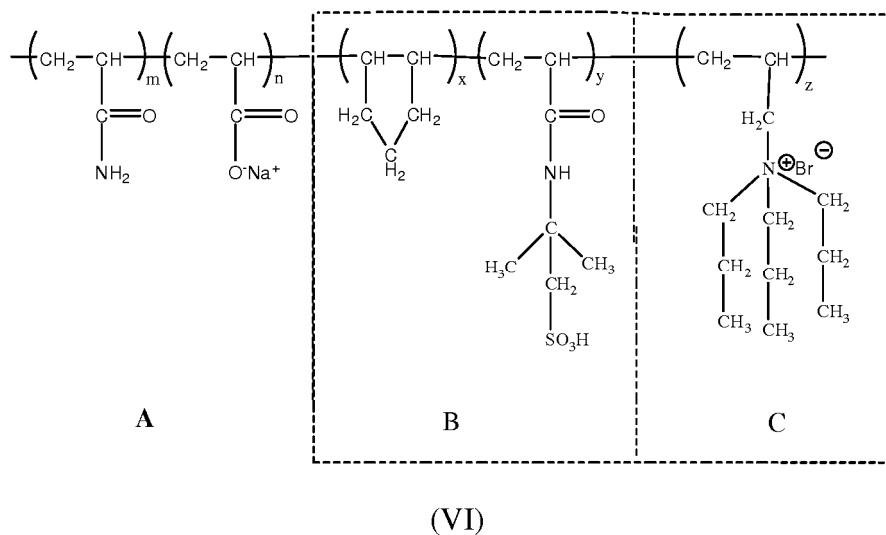 CH₂ CH m CH₂ CH n CH CH x CH₂ CH y CH₂ CH z
C O C O H₂C CH₂ C O H₂C
NH₂ O⁻Na⁺ C H₂ NH N ⊕ Br ⊖
CH₂ CH₂ CH₂
C
H₃C CH₃ CH₂ CH₂ CH₂
CH₂
CH₃ CH₃ CH₃
SO₃H
A B C
(VI)